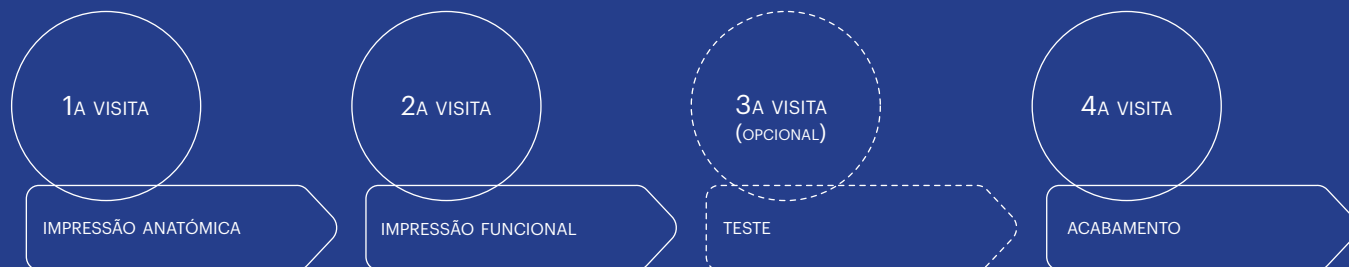 1A VISITA
2A VISITA
3A VISITA
(OPCIONAL)
4A VISITA
IMPRESSÃO ANATÓMICA
IMPRESSÃO FUNCIONAL
TESTE
ACABAMENTO